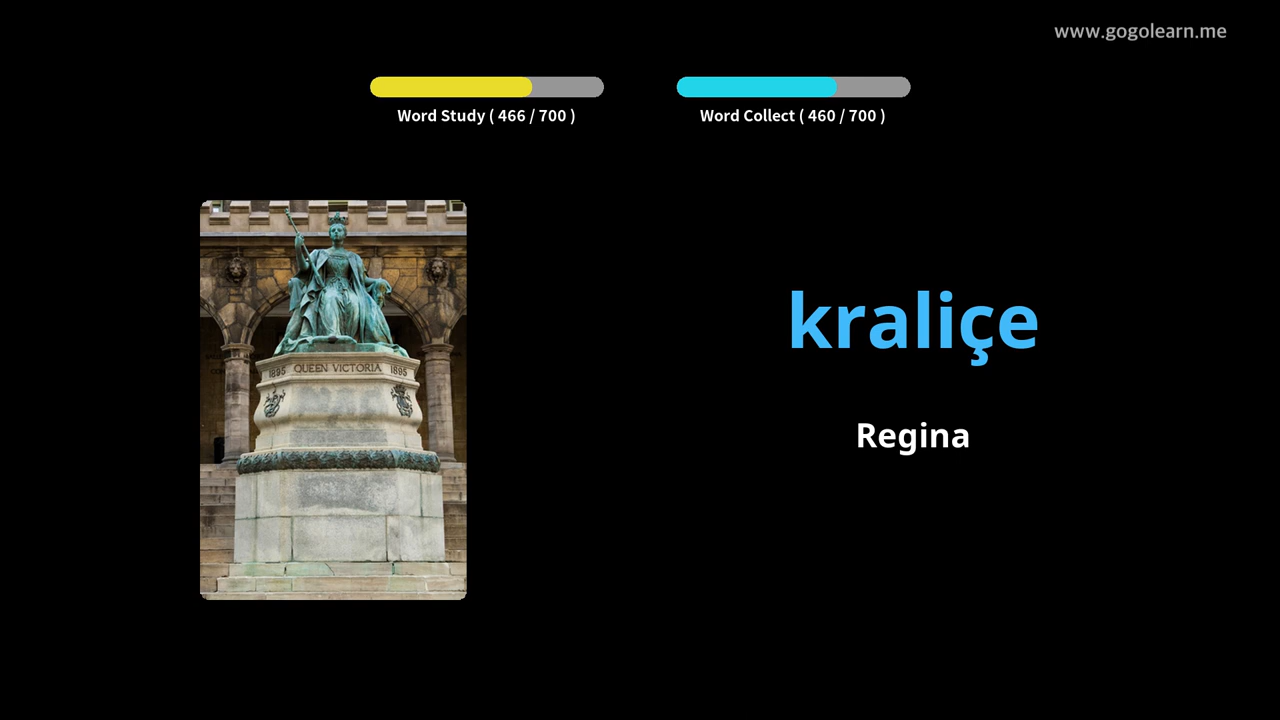 www.gogolearn.me
Word Study ( 466 / 700 )
Word Collect ( 460 / 700 )
1895 QUEEN VICTORIA 1895
kraliçe
Regina